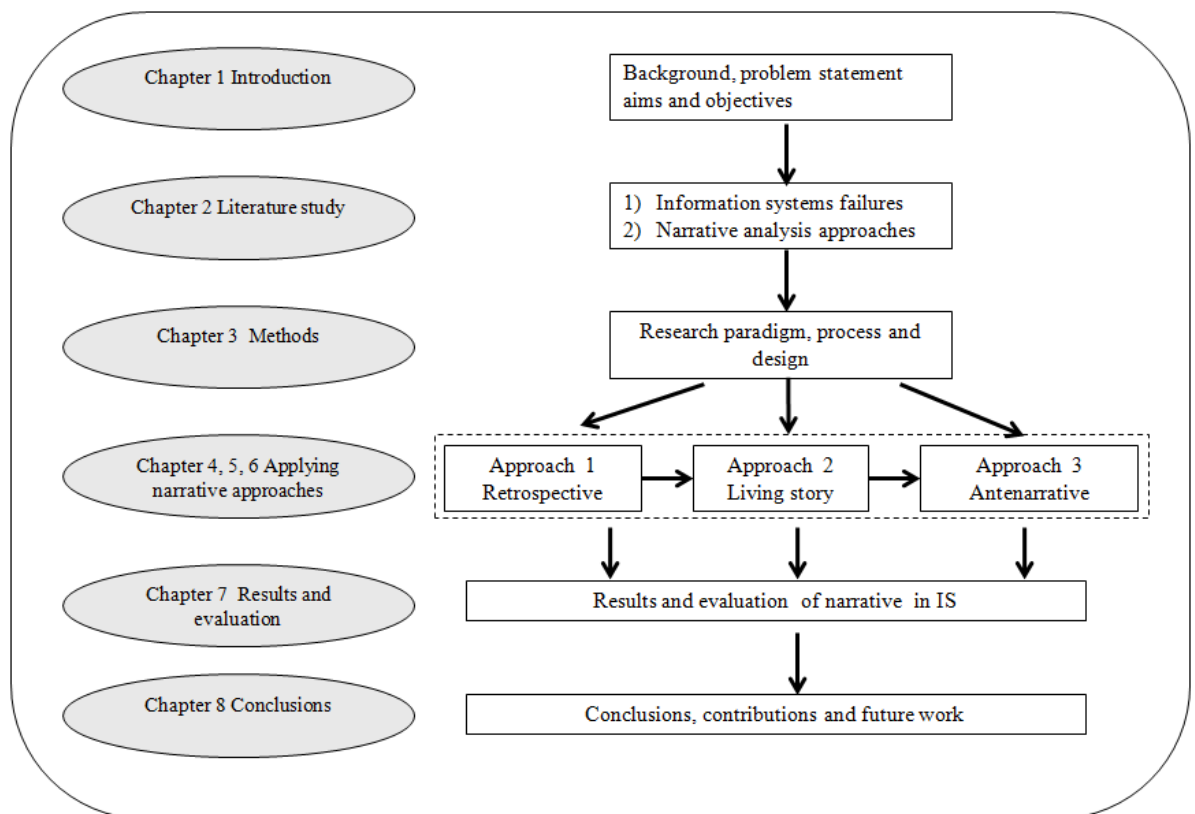 Chapter 1 Introduction
Background, problem statement
aims and objectives
Chapter 2 Literature study
1) Information systems failures
2) Narrative analysis approaches
Chapter 3 Methods
Research paradigm, process and
design
Chapter 4, 5, 6 Applying
narrative approaches
Approach 1
Retrospective
Approach 2
Living story
Approach 3
Antenarrative
Chapter 7 Results and
evaluation
Results and evaluation of narrative in IS
Chapter 8 Conclusions
Conclusions, contributions and future work